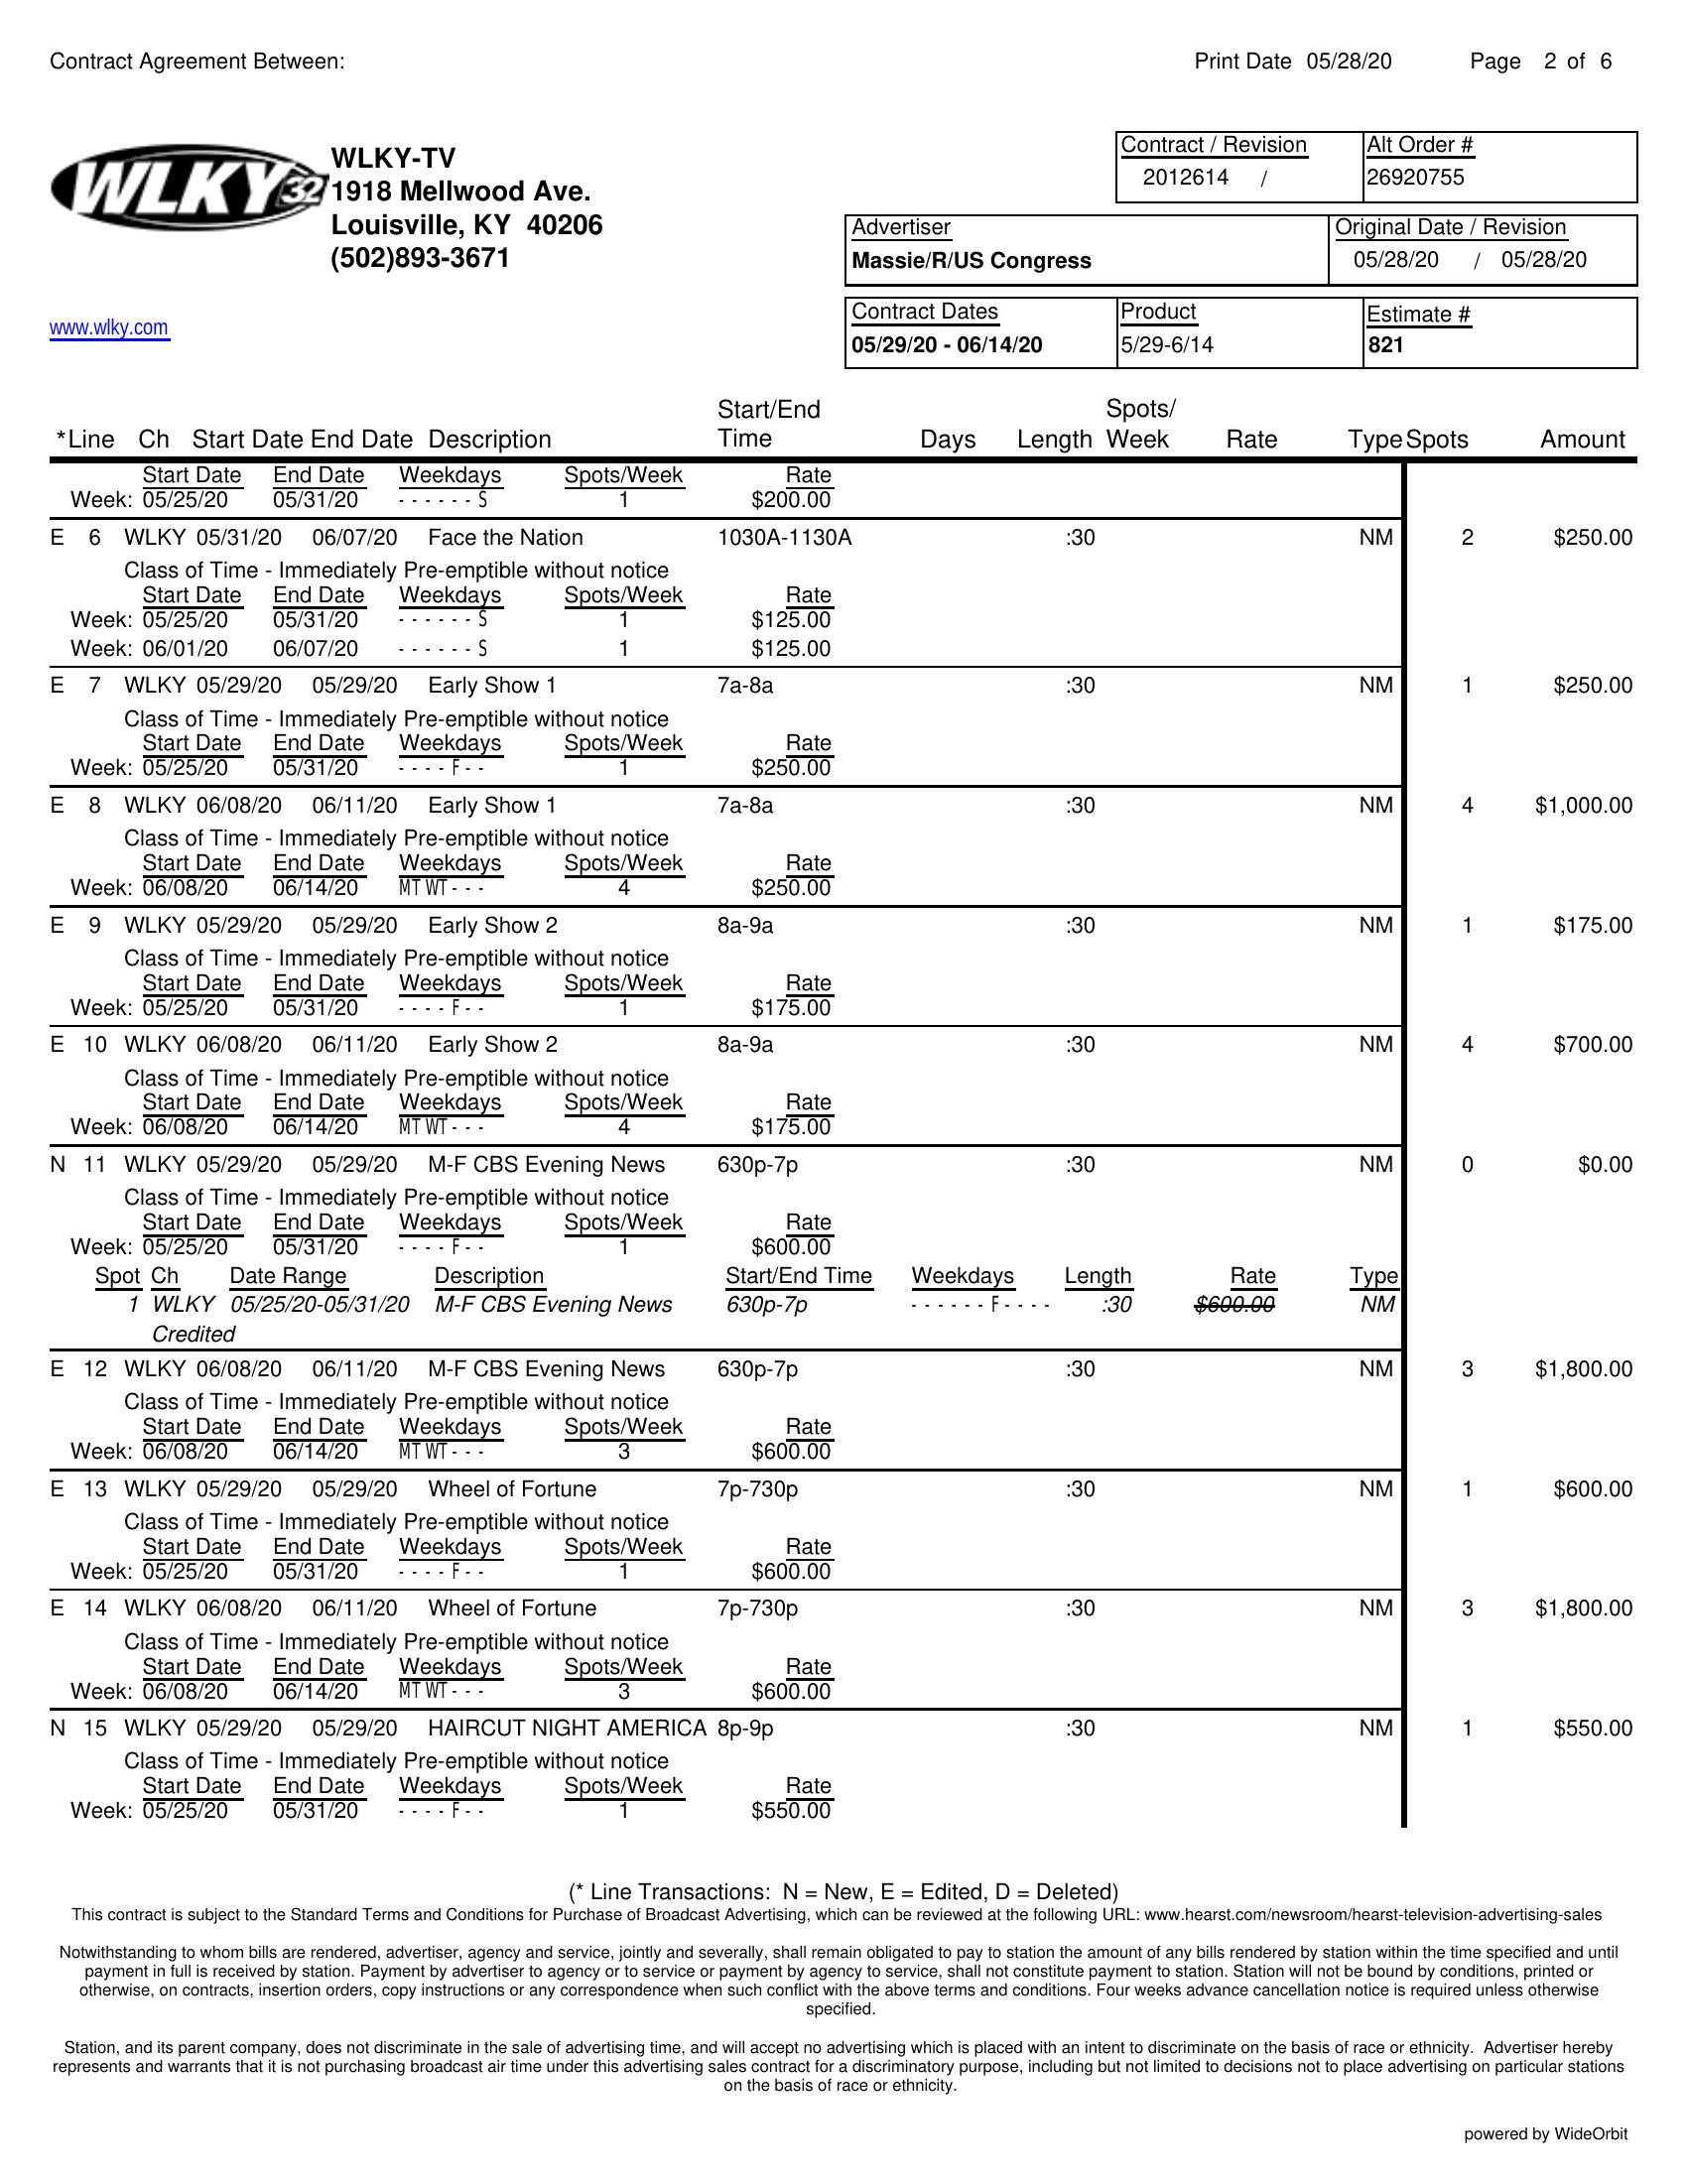 Contract Agreement Between: Print Date 05/28/20 Page 2 of 6
WLKY 32
WLKY-TV
1918 Mellwood Ave.
Louisville, KY 40206
(502)893-3671
www.wlky.com
Contract / Revision Alt Order #
2012614 / 26920755
Advertiser Original Date / Revision
Massie/R/US Congress 05/28/20 / 05/28/20
Contract Dates Product Estimate #
05/29/20 - 06/14/20 5/29-6/14 821
*Line Ch Start Date End Date Description Start/End Time Days Length Spots/Week Rate Type Spots Amount
Start Date End Date Weekdays Spots/Week Rate
Week: 05/25/20 05/31/20 - - - - - - S 1 $200.00
E 6 WLKY 05/31/20 06/07/20 Face the Nation 1030A-1130A :30 NM 2 $250.00
Class of Time - Immediately Pre-emptible without notice
Start Date End Date Weekdays Spots/Week Rate
Week: 05/25/20 05/31/20 - - - - - - S 1 $125.00
Week: 06/01/20 06/07/20 - - - - - - S 1 $125.00
E 7 WLKY 05/29/20 05/29/20 Early Show 1 7a-8a :30 NM 1 $250.00
Class of Time - Immediately Pre-emptible without notice
Start Date End Date Weekdays Spots/Week Rate
Week: 05/25/20 05/31/20 - - - - F - - 1 $250.00
E 8 WLKY 06/08/20 06/11/20 Early Show 1 7a-8a :30 NM 4 $1,000.00
Class of Time - Immediately Pre-emptible without notice
Start Date End Date Weekdays Spots/Week Rate
Week: 06/08/20 06/14/20 MTWT- - - 4 $250.00
E 9 WLKY 05/29/20 05/29/20 Early Show 2 8a-9a :30 NM 1 $175.00
Class of Time - Immediately Pre-emptible without notice
Start Date End Date Weekdays Spots/Week Rate
Week: 05/25/20 05/31/20 - - - - F - - 1 $175.00
E 10 WLKY 06/08/20 06/11/20 Early Show 2 8a-9a :30 NM 4 $700.00
Class of Time - Immediately Pre-emptible without notice
Start Date End Date Weekdays Spots/Week Rate
Week: 06/08/20 06/14/20 MTWT- - - 4 $175.00
N 11 WLKY 05/29/20 05/29/20 M-F CBS Evening News 630p-7p :30 NM 0 $0.00
Class of Time - Immediately Pre-emptible without notice
Start Date End Date Weekdays Spots/Week Rate
Week: 05/25/20 05/31/20 - - - - F - - 1 $600.00
Spot Ch Date Range Description Start/End Time Weekdays Length Rate Type
1 WLKY 05/25/20-05/31/20 M-F CBS Evening News 630p-7p - - - - - - F - - - - :30 $600.00 NM
Credited
E 12 WLKY 06/08/20 06/11/20 M-F CBS Evening News 630p-7p :30 NM 3 $1,800.00
Class of Time - Immediately Pre-emptible without notice
Start Date End Date Weekdays Spots/Week Rate
Week: 06/08/20 06/14/20 MTWT- - - 3 $600.00
E 13 WLKY 05/29/20 05/29/20 Wheel of Fortune 7p-730p :30 NM 1 $600.00
Class of Time - Immediately Pre-emptible without notice
Start Date End Date Weekdays Spots/Week Rate
Week: 05/25/20 05/31/20 - - - - F - - 1 $600.00
E 14 WLKY 06/08/20 06/11/20 Wheel of Fortune 7p-730p :30 NM 3 $1,800.00
Class of Time - Immediately Pre-emptible without notice
Start Date End Date Weekdays Spots/Week Rate
Week: 06/08/20 06/14/20 MTWT- - - 3 $600.00
N 15 WLKY 05/29/20 05/29/20 HAIRCUT NIGHT AMERICA 8p-9p :30 NM 1 $550.00
Class of Time - Immediately Pre-emptible without notice
Start Date End Date Weekdays Spots/Week Rate
Week: 05/25/20 05/31/20 - - - - F - - 1 $550.00
(* Line Transactions: N = New, E = Edited, D = Deleted)
This contract is subject to the Standard Terms and Conditions for Purchase of Broadcast Advertising, which can be reviewed at the following URL: www.hearst.com/newsroom/hearst-television-advertising-sales
Notwithstanding to whom bills are rendered, advertiser, agency and service, jointly and severally, shall remain obligated to pay to station the amount of any bills rendered by station within the time specified and until
payment in full is received by station. Payment by advertiser to agency or to service or payment by agency to service, shall not constitute payment to station. Station will not be bound by conditions, printed or
otherwise, on contracts, insertion orders, copy instructions or any correspondence when such conflict with the above terms and conditions. Four weeks advance cancellation notice is required unless otherwise
specified.
Station, and its parent company, does not discriminate in the sale of advertising time, and will accept no advertising which is placed with an intent to discriminate on the basis of race or ethnicity. Advertiser hereby
represents and warrants that it is not purchasing broadcast air time under this advertising sales contract for a discriminatory purpose, including but not limited to decisions not to place advertising on particular stations
on the basis of race or ethnicity.
powered by WideOrbit